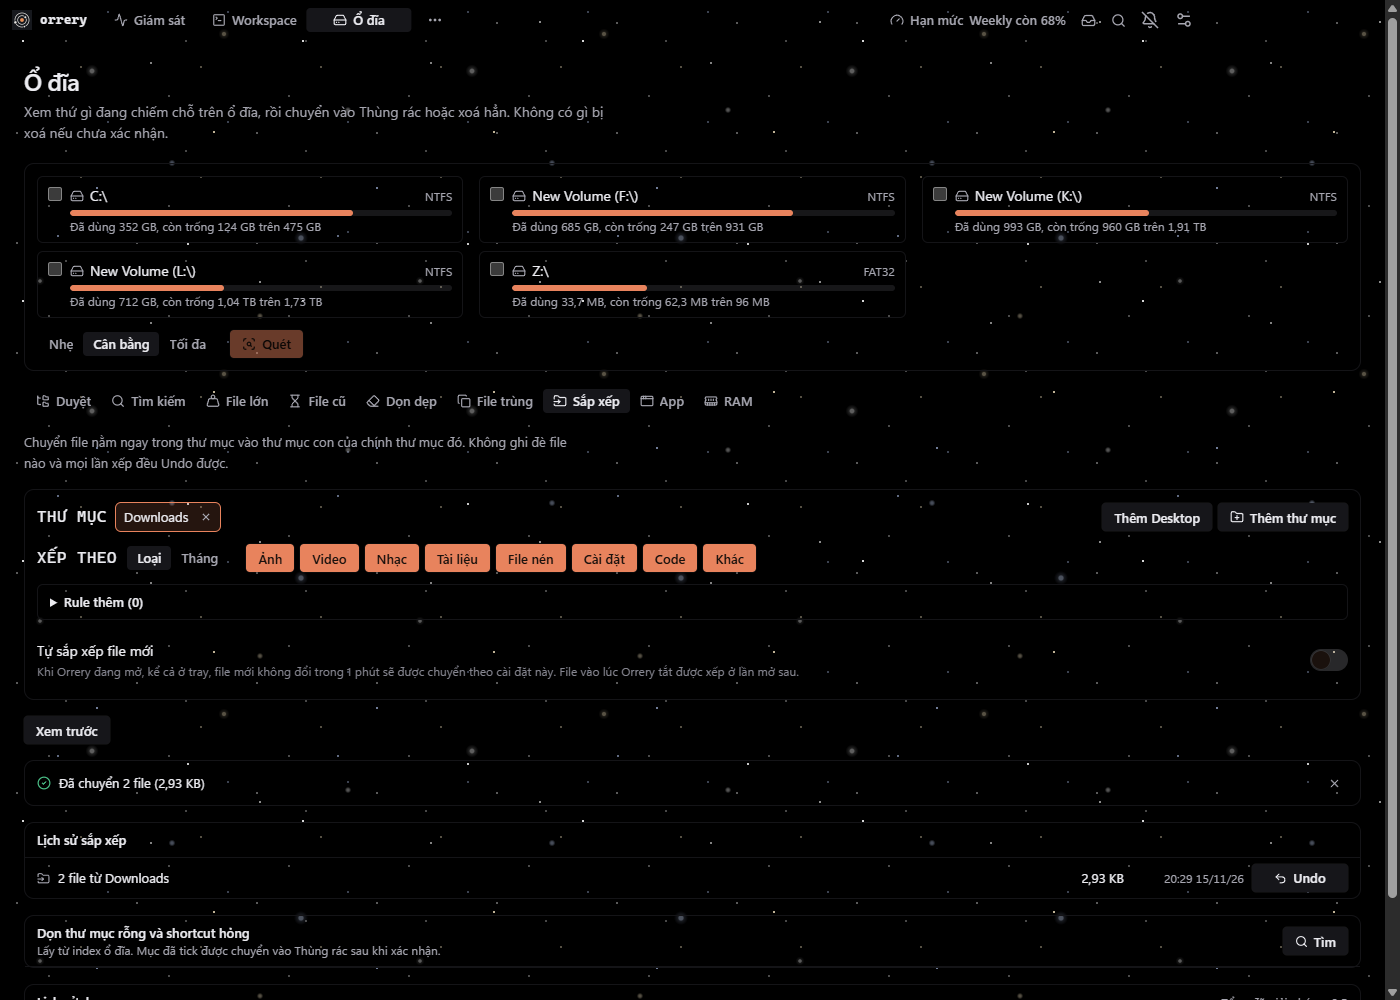 orrery
Giám sát
Workspace
Ổ đĩa
Hạn mức Weekly còn 68%
Ổ đĩa
Xem thứ gì đang chiếm chỗ trên ổ đĩa, rồi chuyển vào Thùng rác hoặc xoá hẳn. Không có gì bị
xoá nếu chưa xác nhận.
C:\
NTFS
Đã dùng 352 GB, còn trống 124 GB trên 475 GB
New Volume (F:\)
NTFS
Đã dùng 685 GB, còn trống 247 GB trên 931 GB
New Volume (K:\)
NTFS
Đã dùng 993 GB, còn trống 960 GB trên 1,91 TB
New Volume (L:\)
NTFS
Đã dùng 712 GB, còn trống 1,04 TB trên 1,73 TB
Z:\
FAT32
Đã dùng 33,7 MB, còn trống 62,3 MB trên 96 MB
Nhẹ
Cân bằng
Tối đa
Quét
Duyệt
Tìm kiếm
File lớn
File cũ
Dọn dẹp
File trùng
Sắp xếp
App
RAM
Chuyển file nằm ngay trong thư mục vào thư mục con của chính thư mục đó. Không ghi đè file
nào và mọi lần xếp đều Undo được.
THƯ MỤC
Downloads
Thêm Desktop
Thêm thư mục
XẾP THEO
Loại
Tháng
Ảnh
Video
Nhạc
Tài liệu
File nén
Cài đặt
Code
Khác
Rule thêm (0)
Tự sắp xếp file mới
Khi Orrery đang mở, kể cả ở tray, file mới không đổi trong 1 phút sẽ được chuyển theo cài đặt này. File vào lúc Orrery tắt được xếp ở lần mở sau.
Xem trước
Đã chuyển 2 file (2,93 KB)
Lịch sử sắp xếp
2 file từ Downloads
2,93 KB
20:29 15/11/26
Undo
Dọn thư mục rỗng và shortcut hỏng
Lấy từ index ổ đĩa. Mục đã tick được chuyển vào Thùng rác sau khi xác nhận.
Tìm